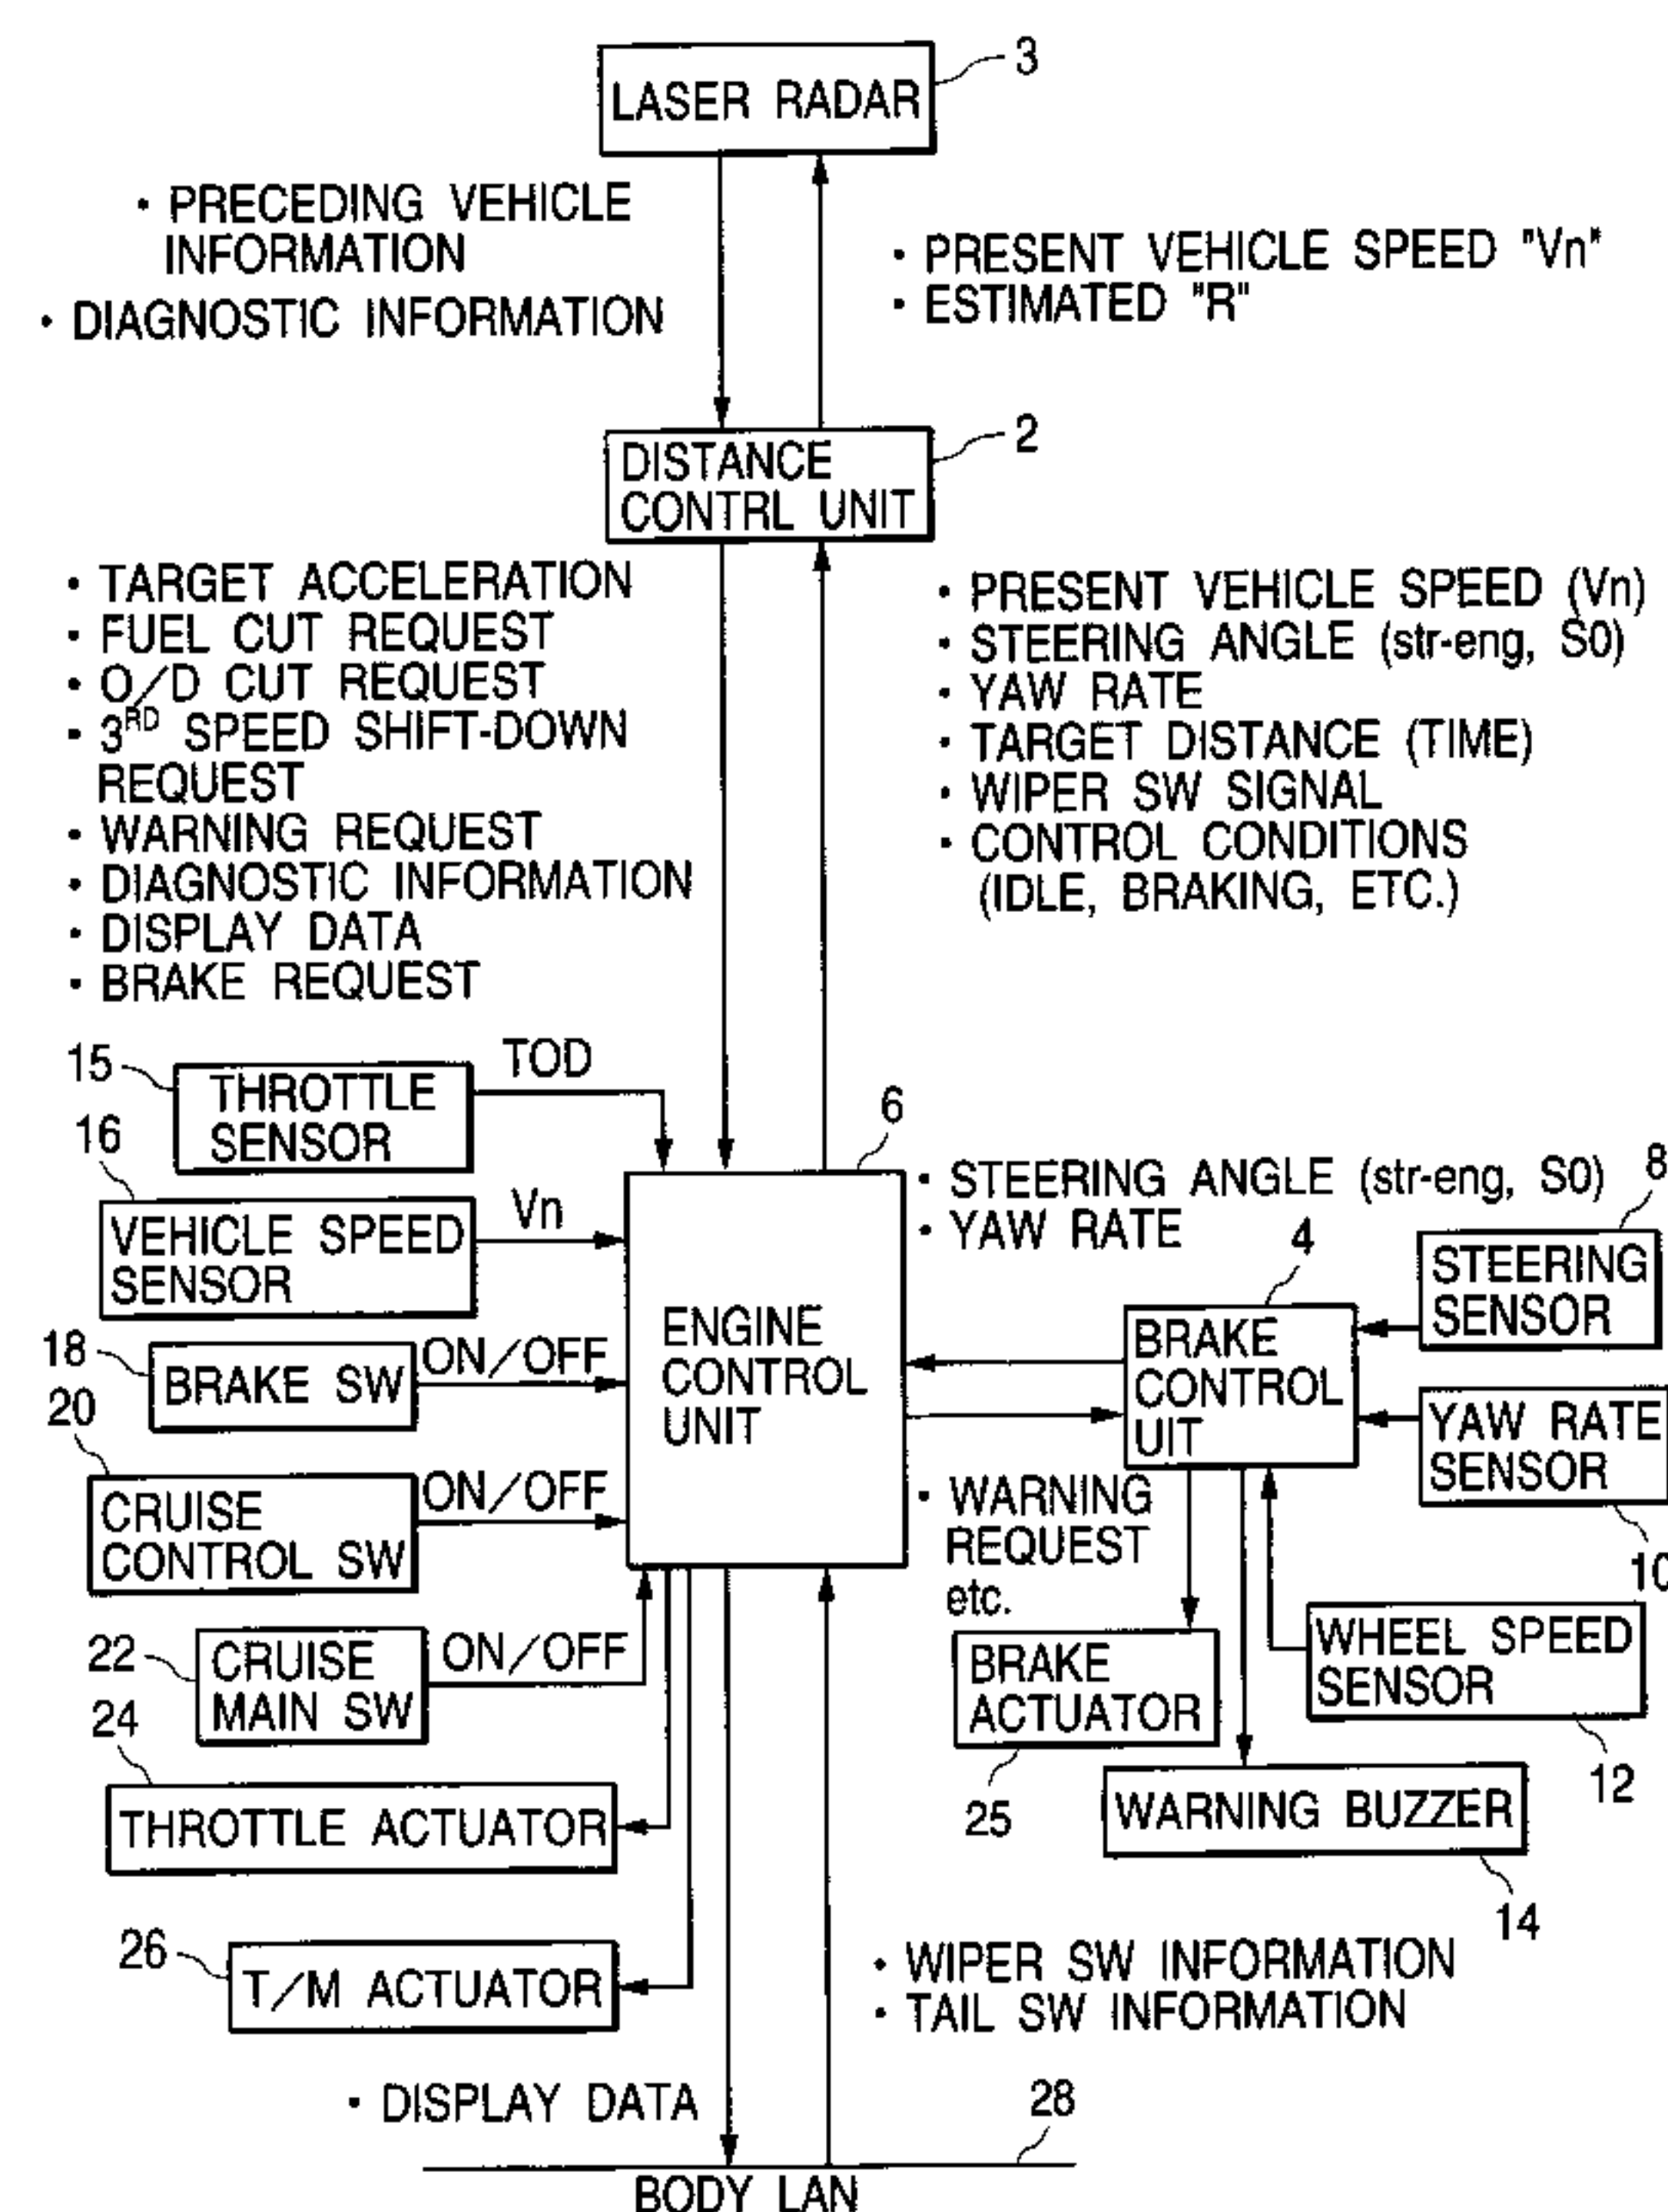 3
LASER RADAR
• PRECEDING VEHICLE
INFORMATION
• DIAGNOSTIC INFORMATION
• PRESENT VEHICLE SPEED "Vn"
• ESTIMATED "R"
2
DISTANCE
CONTRL UNIT
• TARGET ACCELERATION
• FUEL CUT REQUEST
• O/D CUT REQUEST
• 3RD SPEED SHIFT-DOWN
REQUEST
• WARNING REQUEST
• DIAGNOSTIC INFORMATION
• DISPLAY DATA
• BRAKE REQUEST
• PRESENT VEHICLE SPEED (Vn)
• STEERING ANGLE (str-eng, S0)
• YAW RATE
• TARGET DISTANCE (TIME)
• WIPER SW SIGNAL
• CONTROL CONDITIONS
(IDLE, BRAKING, ETC.)
15
THROTTLE
SENSOR
TOD
16
VEHICLE SPEED
SENSOR
Vn
18
BRAKE SW
ON/OFF
20
CRUISE
CONTROL SW
ON/OFF
22
CRUISE
MAIN SW
ON/OFF
24
THROTTLE ACTUATOR
26
T/M ACTUATOR
6
ENGINE
CONTROL
UNIT
• STEERING ANGLE (str-eng, S0)
• YAW RATE
4
BRAKE
CONTROL
UIT
8
STEERING
SENSOR
YAW RATE
SENSOR
10
• WARNING
REQUEST
etc.
BRAKE
ACTUATOR
25
WHEEL SPEED
SENSOR
12
WARNING BUZZER
14
• WIPER SW INFORMATION
• TAIL SW INFORMATION
• DISPLAY DATA
28
BODY LAN